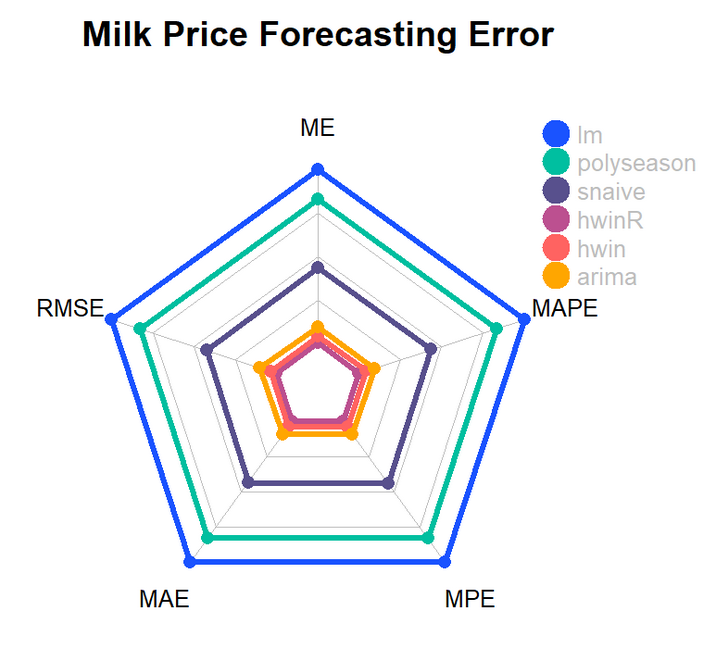 Milk Price Forecasting Error
ME
lm
polyseason
snaive
hwinR
hwin
arima
RMSE
MAPE
MAE
MPE